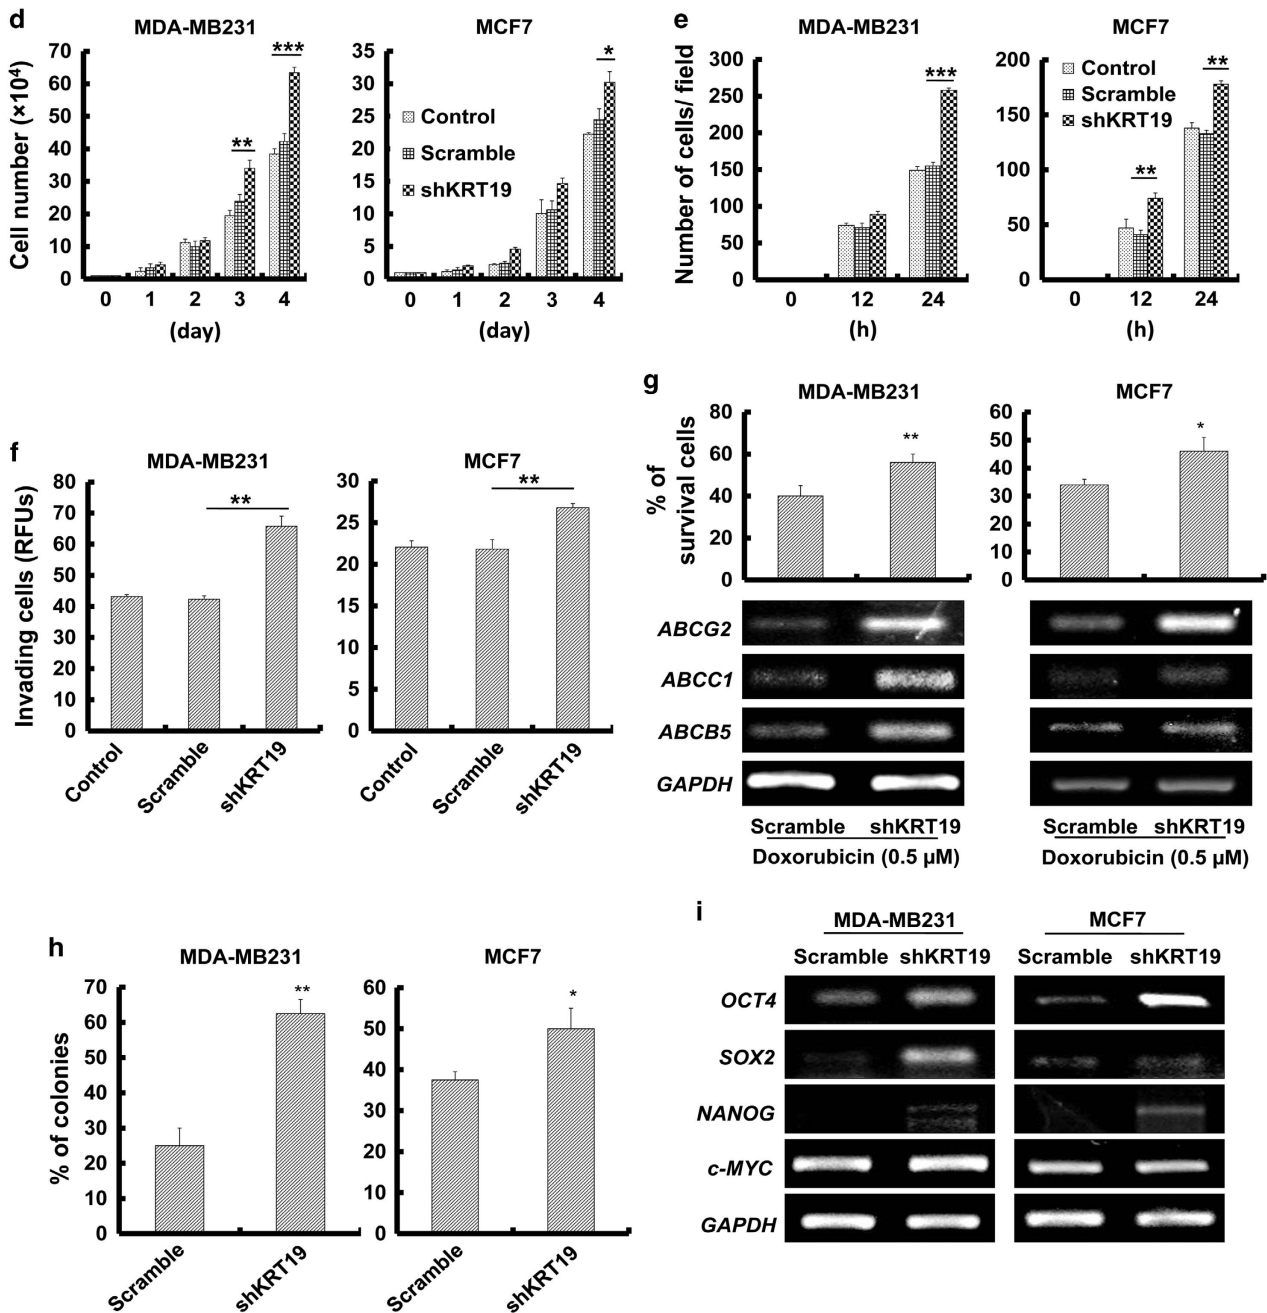 d
MDA-MB231
MCF7
Cell number (×10⁴)
70
60
50
40
30
20
10
0
***
**
0 1 2 3 4
(day)
35
30
25
20
15
10
5
0
*
Control
Scramble
shKRT19
0 1 2 3 4
(day)
e
MDA-MB231
MCF7
Number of cells/ field
300
250
200
150
100
50
0
***
0 12 24
(h)
200
150
100
50
0
Control
Scramble
shKRT19
**
**
0 12 24
(h)
f
MDA-MB231
MCF7
Invading cells (RFUs)
80
70
60
50
40
30
20
10
0
**
Control Scramble shKRT19
30
25
20
15
10
5
0
**
Control Scramble shKRT19
g
MDA-MB231
MCF7
% of
survival cells
80
60
40
20
0
**
60
50
40
30
20
10
0
*
ABCG2
ABCC1
ABCB5
GAPDH
Scramble shKRT19 Scramble shKRT19
Doxorubicin (0.5 µM) Doxorubicin (0.5 µM)
h
MDA-MB231
MCF7
% of colonies
70
60
50
40
30
20
10
0
**
Scramble shKRT19
60
50
40
30
20
10
0
*
Scramble shKRT19
i
MDA-MB231 MCF7
Scramble shKRT19 Scramble shKRT19
OCT4
SOX2
NANOG
c-MYC
GAPDH